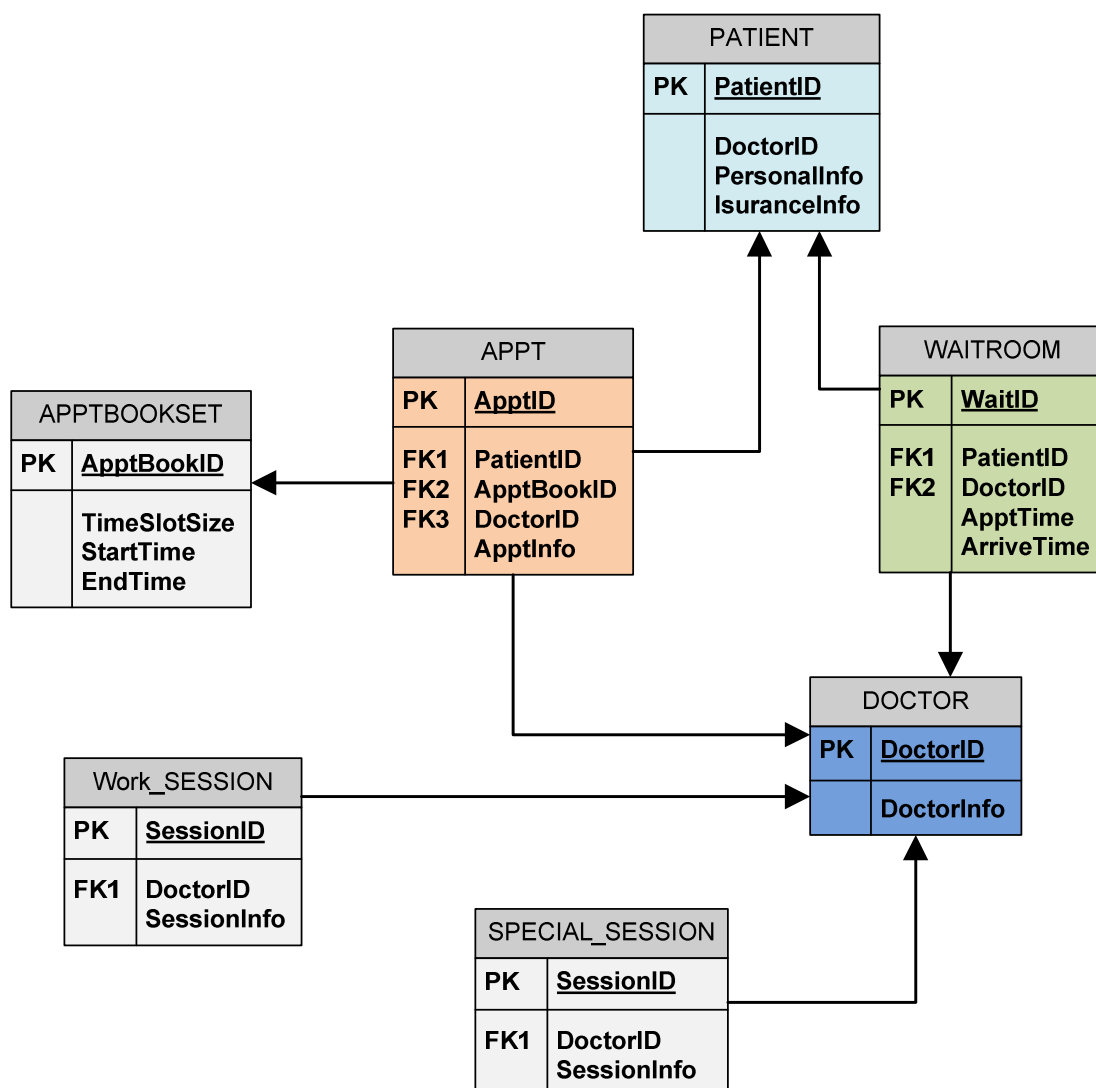 PATIENT
PK PatientID
DoctorID
PersonalInfo
IsuranceInfo
APPT
PK ApptID
FK1 PatientID
FK2 ApptBookID
FK3 DoctorID
ApptInfo
WAITROOM
PK WaitID
FK1 PatientID
FK2 DoctorID
ApptTime
ArriveTime
APPTBOOKSET
PK ApptBookID
TimeSlotSize
StartTime
EndTime
DOCTOR
PK DoctorID
DoctorInfo
Work_SESSION
PK SessionID
FK1 DoctorID
SessionInfo
SPECIAL_SESSION
PK SessionID
FK1 DoctorID
SessionInfo